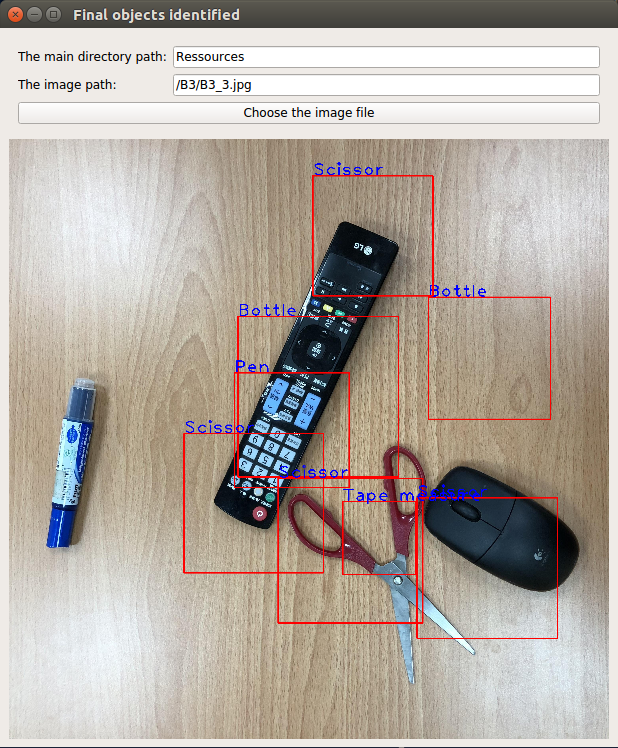 Final objects identified
The main directory path: Ressources
The image path: /B3/B3_3.jpg
Choose the image file
Scissor
LG
Bottle
Bottle
Pen
Scissor
Scissor
Tape measure
Scissor